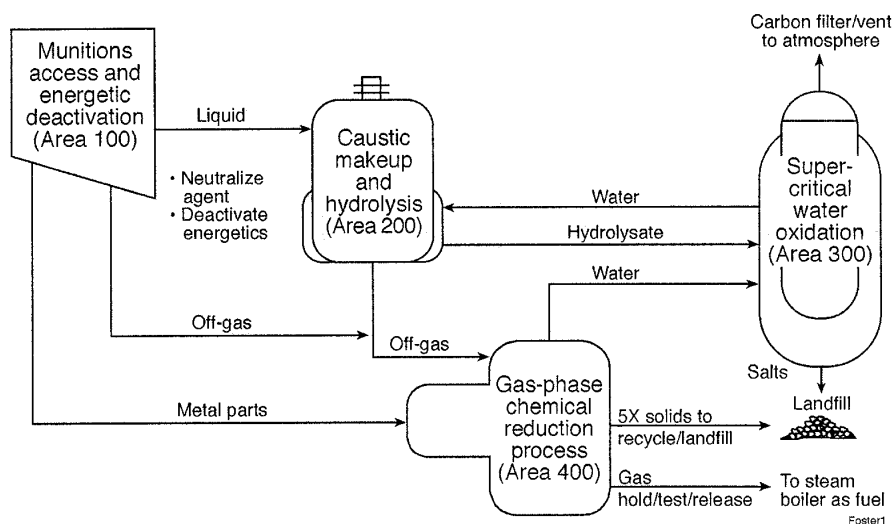 Munitions
access and
energetic
deactivation
(Area 100)
Liquid
• Neutralize
agent
• Deactivate
energetics
Caustic
makeup
and
hydrolysis
(Area 200)
Carbon filter/vent
to atmosphere
Super-
critical
water
oxidation
(Area 300)
Water
Hydrolysate
Water
Off-gas
Off-gas
Metal parts
Gas-phase
chemical
reduction
process
(Area 400)
Salts
Landfill
5X solids to
recycle/landfill
Gas
hold/test/release
To steam
boiler as fuel
Foster1